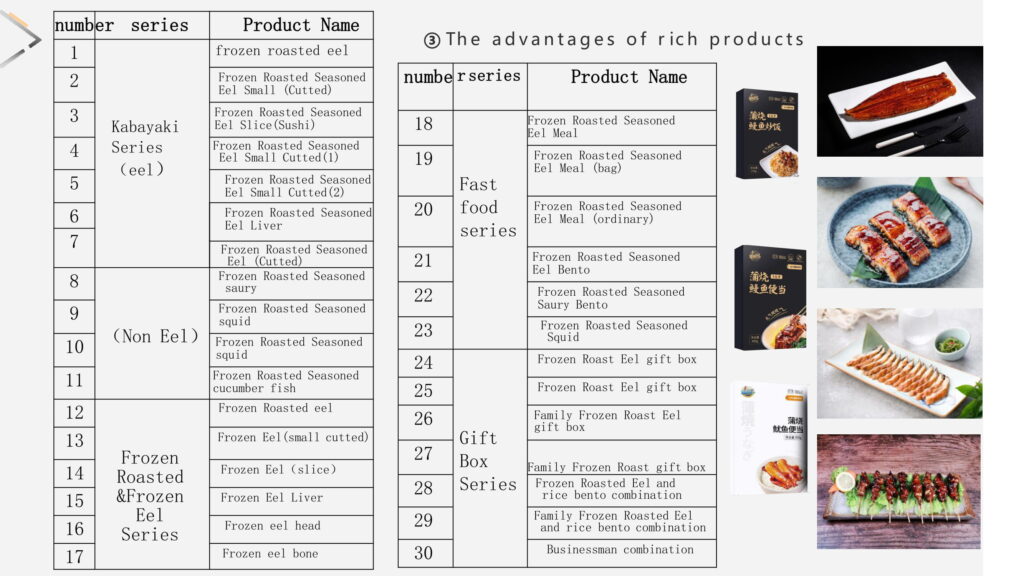 number series Product Name
1 frozen roasted eel
2 Frozen Roasted Seasoned
Eel Small (Cutted)
3 Frozen Roasted Seasoned
Eel Slice(Sushi)
Kabayaki
Series
(eel)
4 Frozen Roasted Seasoned
Eel Small Cutted(1)
5 Frozen Roasted Seasoned
Eel Small Cutted(2)
6 Frozen Roasted Seasoned
Eel Liver
7 Frozen Roasted Seasoned
Eel (Cutted)
8 Frozen Roasted Seasoned
saury
9 Frozen Roasted Seasoned
squid
(Non Eel)
10 Frozen Roasted Seasoned
squid
11 Frozen Roasted Seasoned
cucumber fish
12 Frozen Roasted eel
13 Frozen Eel(small cutted)
Frozen
Roasted
&Frozen
Eel
Series
14 Frozen Eel (slice)
15 Frozen Eel Liver
16 Frozen eel head
17 Frozen eel bone
③The advantages of rich products
number series Product Name
18 Frozen Roasted Seasoned
Eel Meal
19 Frozen Roasted Seasoned
Eel Meal (bag)
Fast
food
series
20 Frozen Roasted Seasoned
Eel Meal (ordinary)
21 Frozen Roasted Seasoned
Eel Bento
22 Frozen Roasted Seasoned
Saury Bento
23 Frozen Roasted Seasoned
Squid
24 Frozen Roast Eel gift box
25 Frozen Roast Eel gift box
26 Family Frozen Roast Eel
gift box
Gift
Box
Series
27 Family Frozen Roast gift box
28 Frozen Roasted Eel and
rice bento combination
29 Family Frozen Roasted Eel
and rice bento combination
30 Businessman combination
蒲烧
鳗鱼炒饭
蒲烧
鳗鱼便当
蒲烧
鱿鱼便当